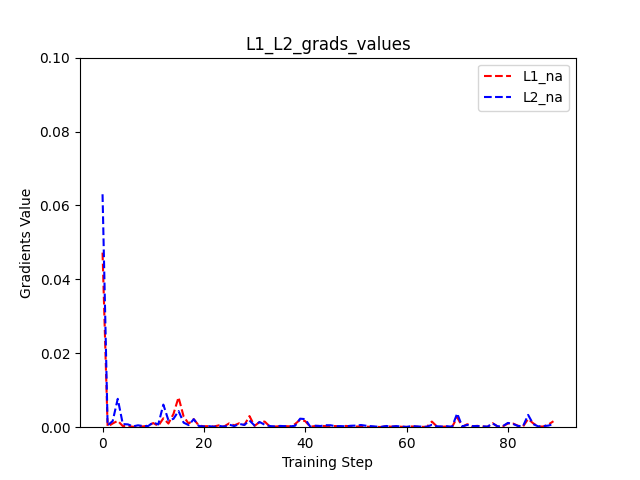 L1_L2_grads_values
0.10
0.08
0.06
0.04
0.02
0.00
Gradients Value
0
20
40
60
80
Training Step
L1_na
L2_na